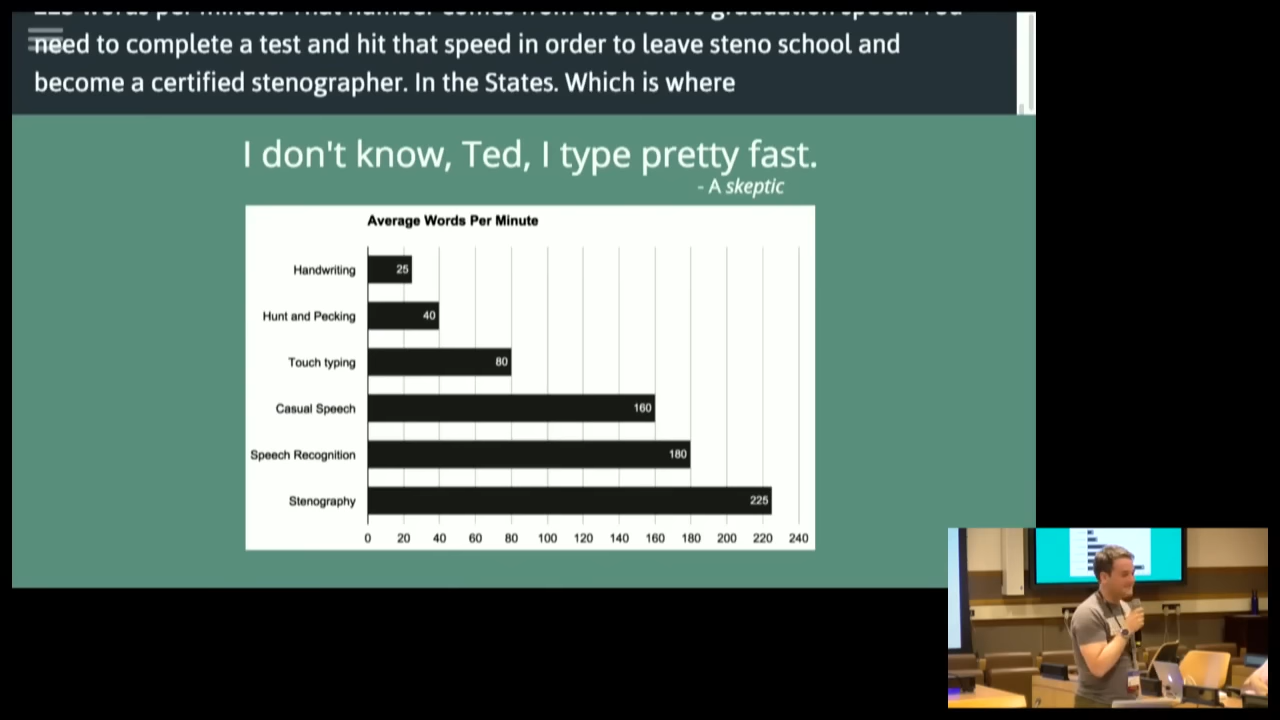 need to complete a test and hit that speed in order to leave steno school and
become a certified stenographer. In the States. Which is where
I don't know, Ted, I type pretty fast.
- A skeptic
Average Words Per Minute
Handwriting 25
Hunt and Pecking 40
Touch typing 80
Casual Speech 160
Speech Recognition 180
Stenography 225
0 20 40 60 80 100 120 140 160 180 200 220 240